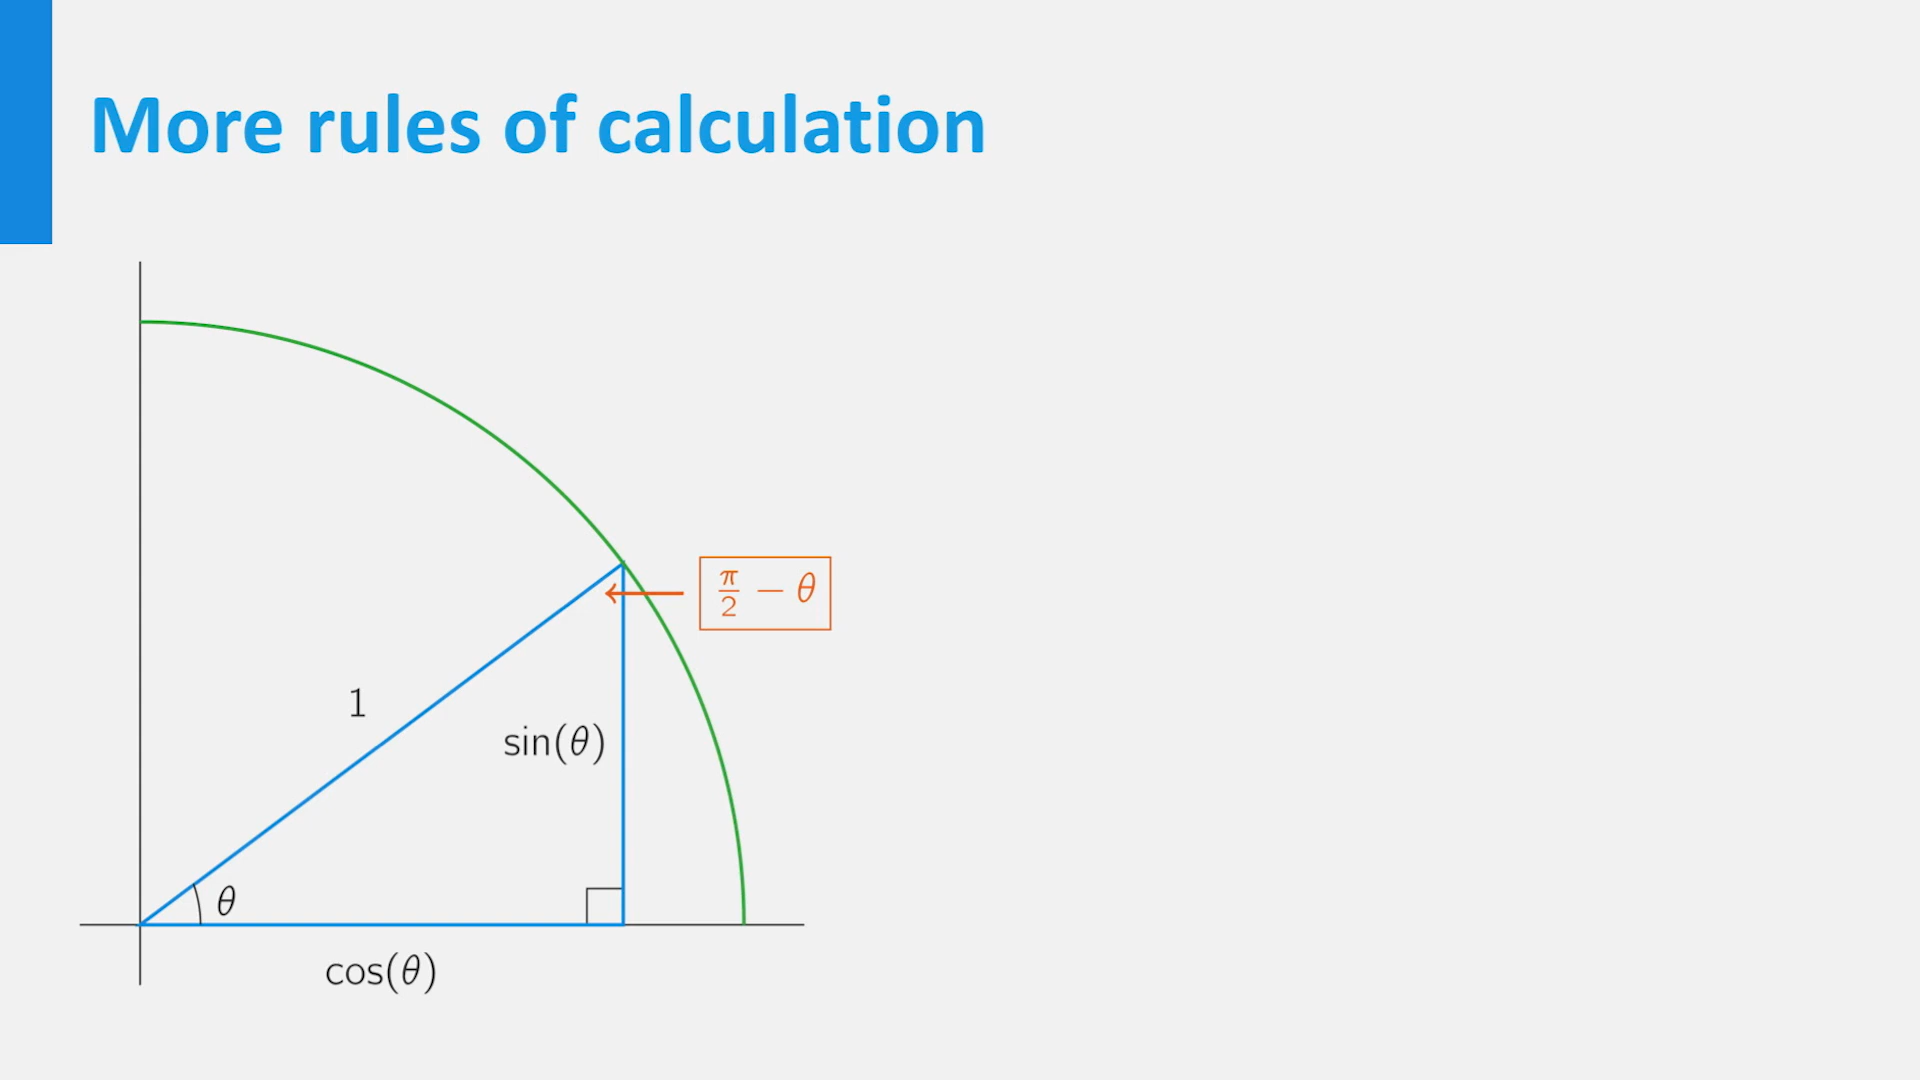 More rules of calculation
π/2 − θ
1
sin(θ)
θ
cos(θ)